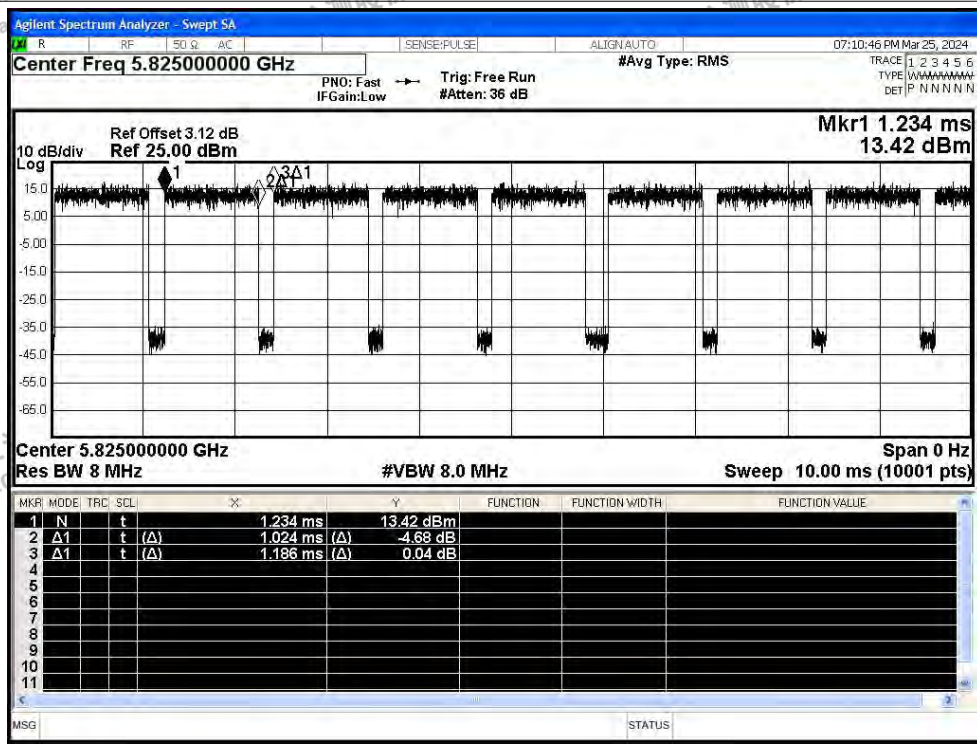 Agilent Spectrum Analyzer - Swept SA
R RF 50 Ω AC SENSE:PULSE ALIGN AUTO 07:10:46 PM Mar 25, 2024
Center Freq 5.825000000 GHz
PNO: Fast
IFGain:Low
Trig: Free Run
#Atten: 36 dB
#Avg Type: RMS
TRACE 1 2 3 4 5 6
TYPE WWWWWW
DET P N N N N N
Mkr1 1.234 ms
13.42 dBm
Ref Offset 3.12 dB
10 dB/div Ref 25.00 dBm
Log
1
2Δ1
3Δ1
15.0
5.00
-5.00
-15.0
-25.0
-35.0
-45.0
-55.0
-65.0
Center 5.825000000 GHz Span 0 Hz
Res BW 8 MHz #VBW 8.0 MHz Sweep 10.00 ms (10001 pts)
MKR MODE TRC SCL X Y FUNCTION FUNCTION WIDTH FUNCTION VALUE
1 N t 1.234 ms 13.42 dBm
2 Δ1 t (Δ) 1.024 ms (Δ) -4.68 dB
3 Δ1 t (Δ) 1.186 ms (Δ) 0.04 dB
4
5
6
7
8
9
10
11
MSG STATUS